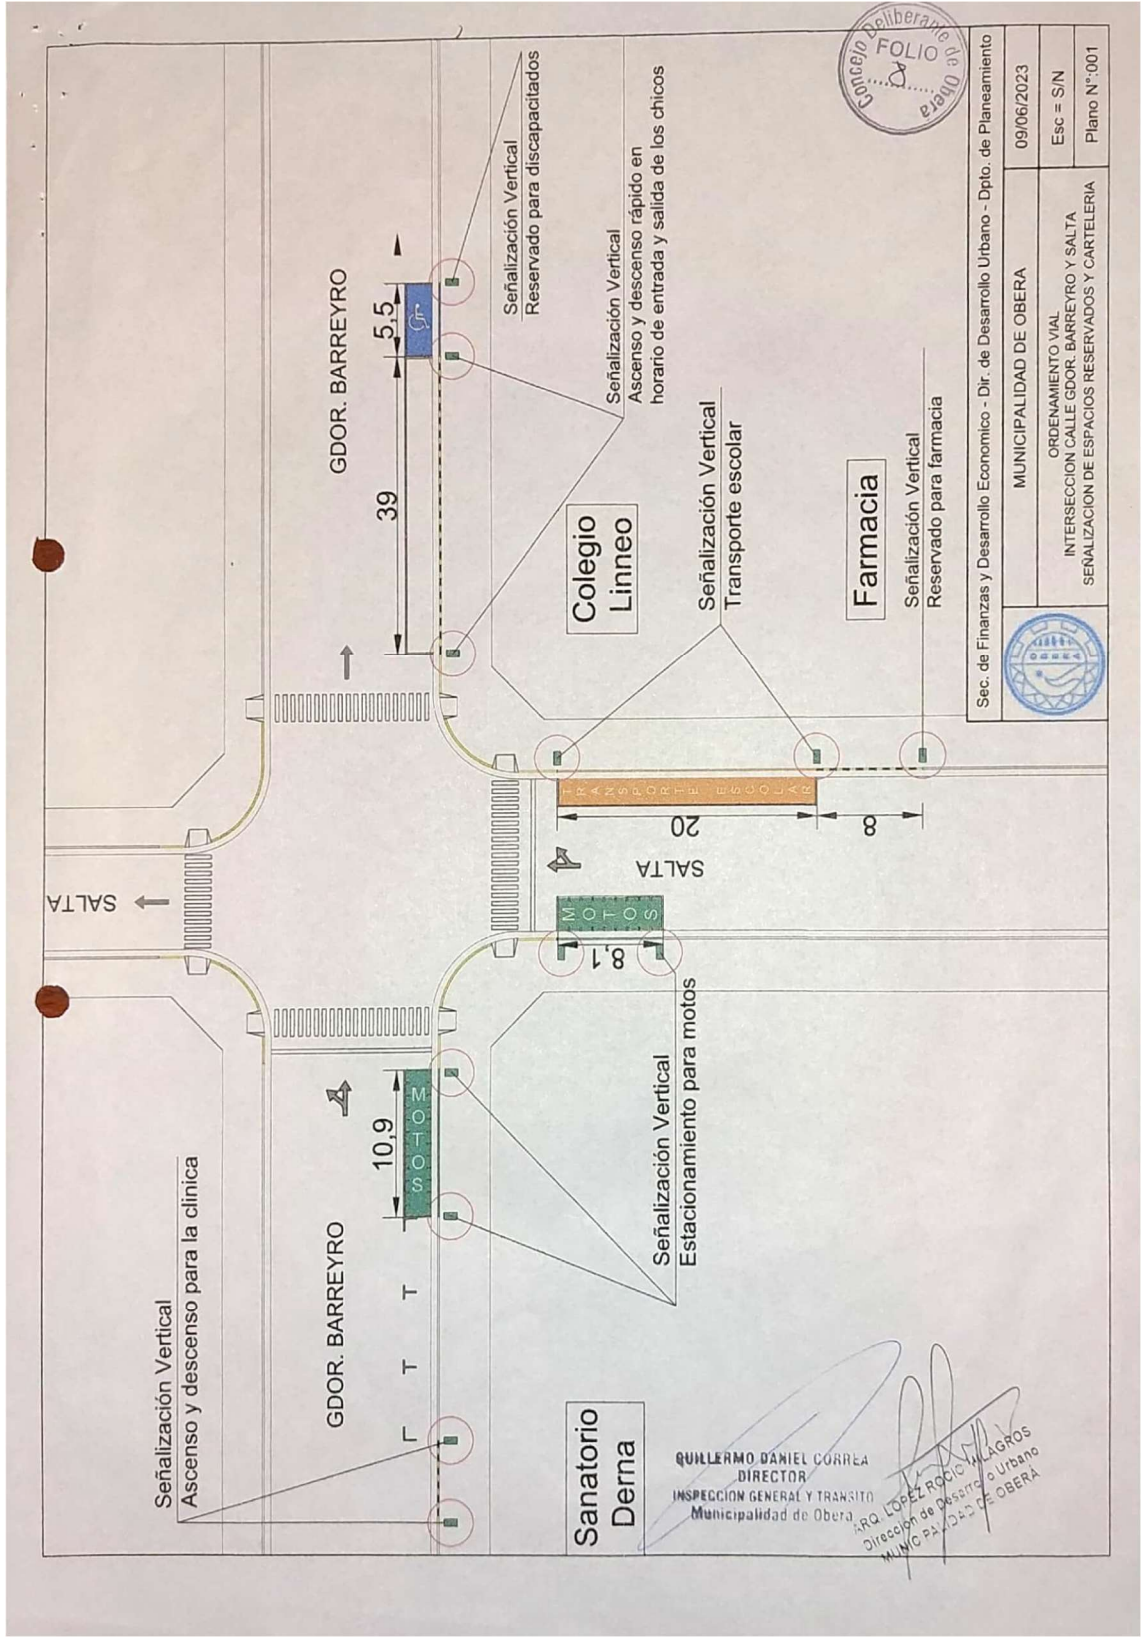 Señalización Vertical
Ascenso y descenso para la clinica
SALTA
GDOR. BARREYRO
GDOR. BARREYRO
10,9
MOTOS
39
5,5
Señalización Vertical
Reservado para discapacitados
Señalización Vertical
Ascenso y descenso rápido en
horario de entrada y salida de los chicos
Sanatorio
Derna
Señalización Vertical
Estacionamiento para motos
8,1
MOTOS
SALTA
20
8
TRANSPORTE ESCOLAR
Colegio
Linneo
Señalización Vertical
Transporte escolar
Farmacia
Señalización Vertical
Reservado para farmacia
Concejo Deliberante de Obera
FOLIO
QUILLERMO DANIEL CORREA
DIRECTOR
INSPECCION GENERAL Y TRANSITO
Municipalidad de Obera
ARQ. LOPEZ ROCIO MILAGROS
Dirección de Desarrollo Urbano
MUNICIPALIDAD DE OBERA
Sec. de Finanzas y Desarrollo Economico - Dir. de Desarrollo Urbano - Dpto. de Planeamiento
OBERA
MUNICIPALIDAD DE OBERA
09/06/2023
ORDENAMIENTO VIAL
INTERSECCION CALLE GDOR. BARREYRO Y SALTA
SEÑALIZACION DE ESPACIOS RESERVADOS Y CARTELERIA
Esc = S/N
Plano N°:001